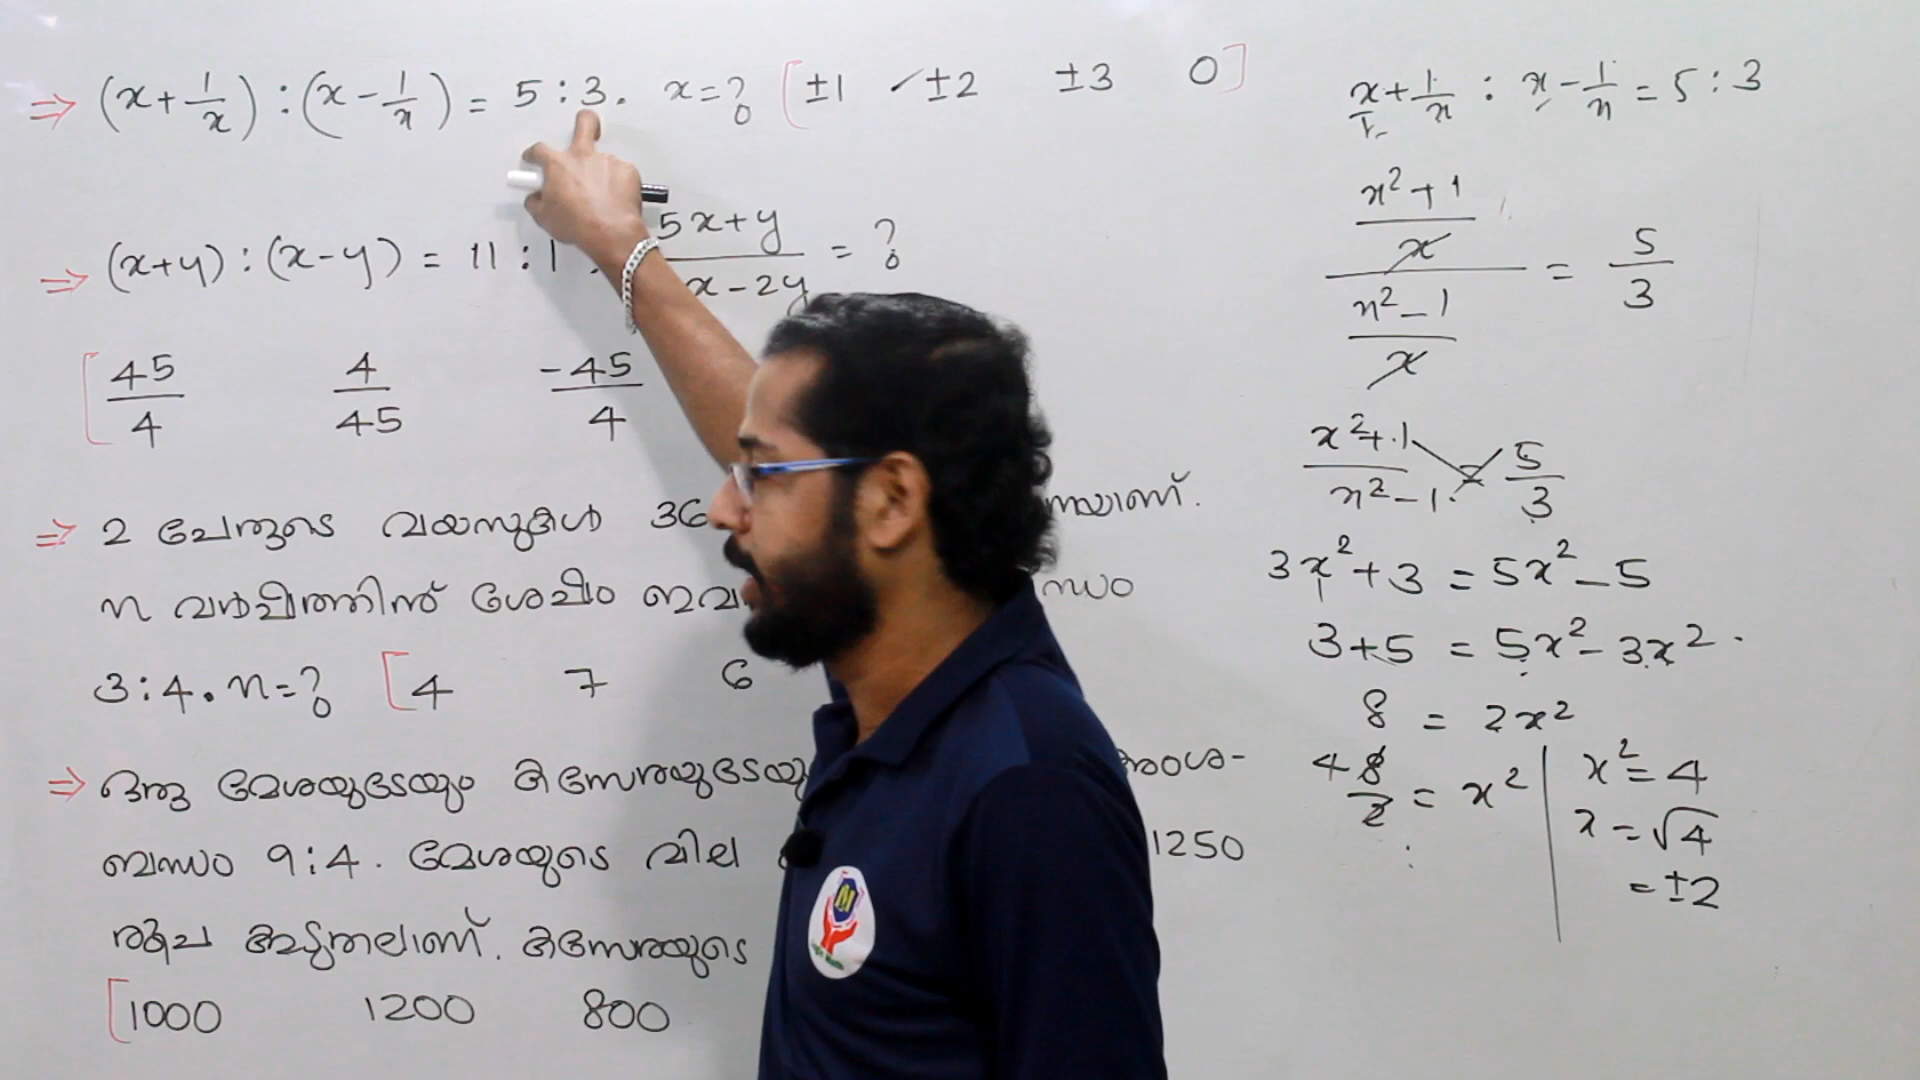 ⇒ (x+1/x) : (x-1/x) = 5 : 3. x=? [±1 ✓±2 ±3 0]
⇒ (x+y) : (x-y) = 11 : 1 . 5x+y/x-2y = ?
[45/4 4/45 -45/4
⇒ 2 പേരുടെ വയസുകൾ 36
n വർഷത്തിന് ശേഷം ഇവ
3:4. n=? [4 7 6
⇒ ഒരു മേശയുടേയും കസേരയുടേയും അംശ-
ബന്ധം 9:4. മേശയുടെ വില 1250
രൂപ കൂടുതലാണ്. കസേരയുടെ
[1000 1200 800
x+1/x : x-1/x = 5 : 3
x²+1/x / x²-1/x = 5/3
x²+1/x²-1 = 5/3
3x²+3 = 5x²-5
3+5 = 5x²-3x²
8 = 2x²
4 8/2 = x²
x²=4
x=√4
=±2